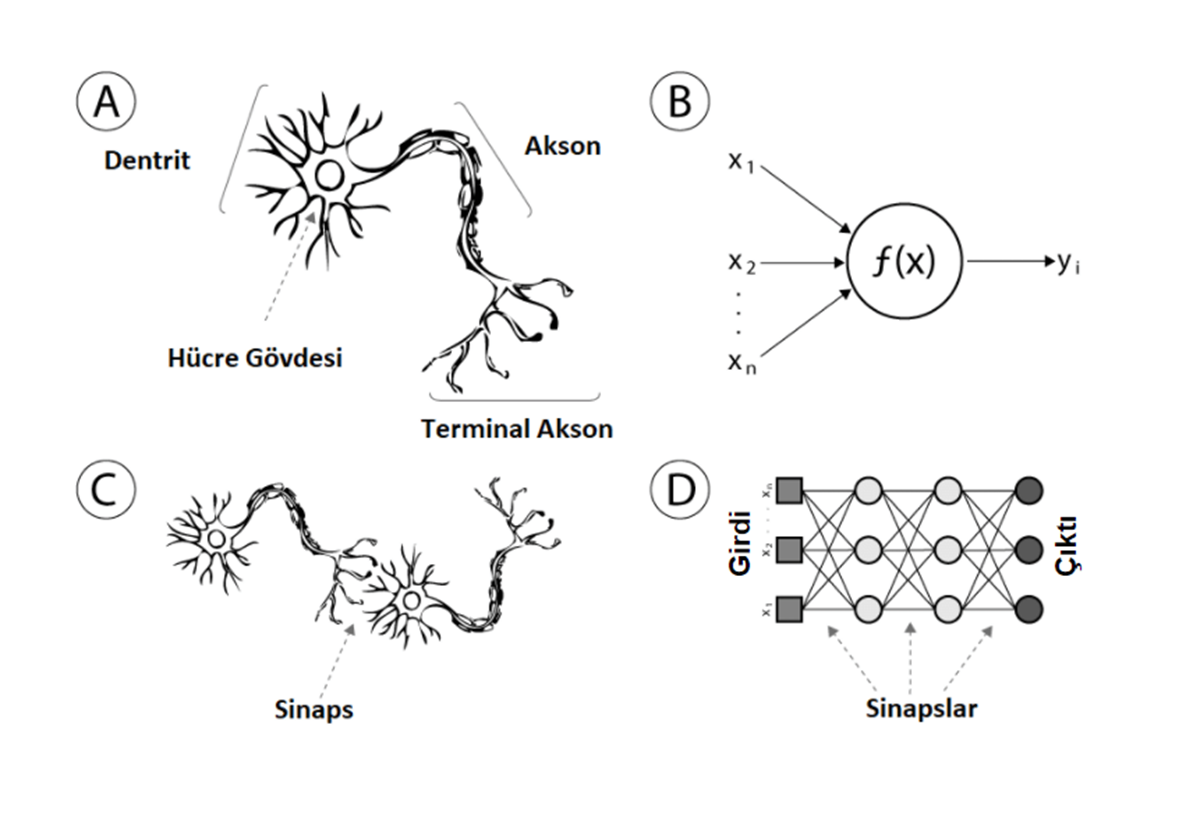 A
Dentrit
Akson
Hücre Gövdesi
Terminal Akson
B
x1
x2
xn
f(x)
yi
C
Sinaps
D
Girdi
xn
x2
x1
Çıktı
Sinapslar